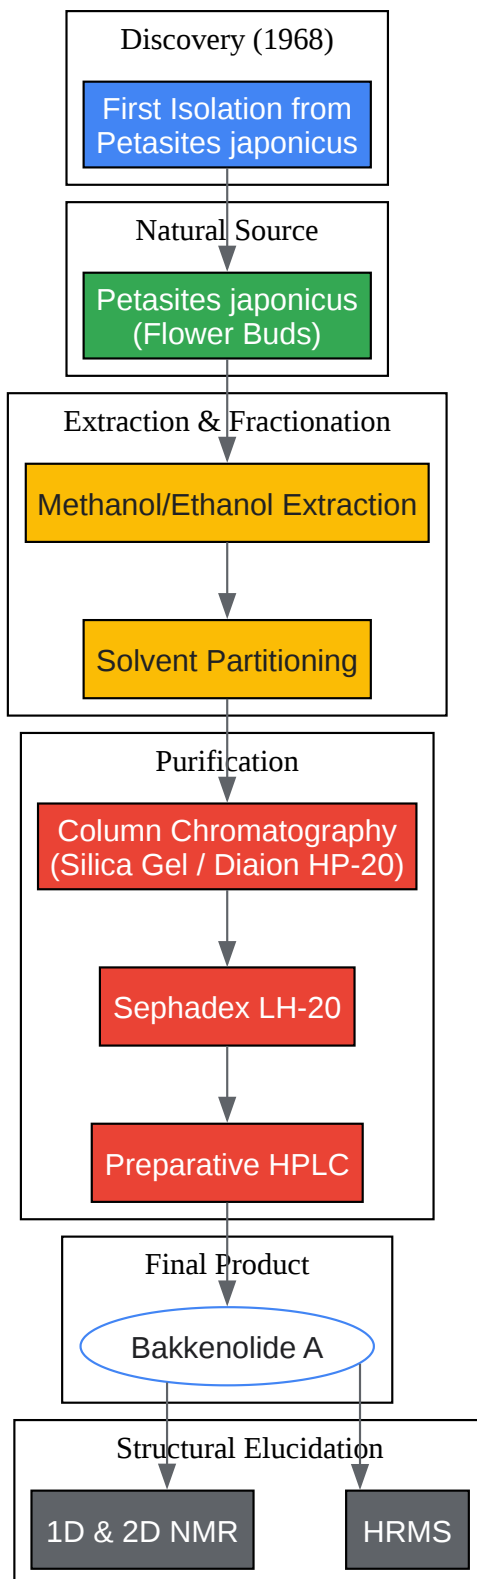 Discovery (1968)
First Isolation from
Petasites japonicus
Natural Source
Petasites japonicus
(Flower Buds)
Extraction & Fractionation
Methanol/Ethanol Extraction
Solvent Partitioning
Purification
Column Chromatography
(Silica Gel / Diaion HP-20)
Sephadex LH-20
Preparative HPLC
Final Product
Bakkenolide A
Structural Elucidation
1D & 2D NMR
HRMS